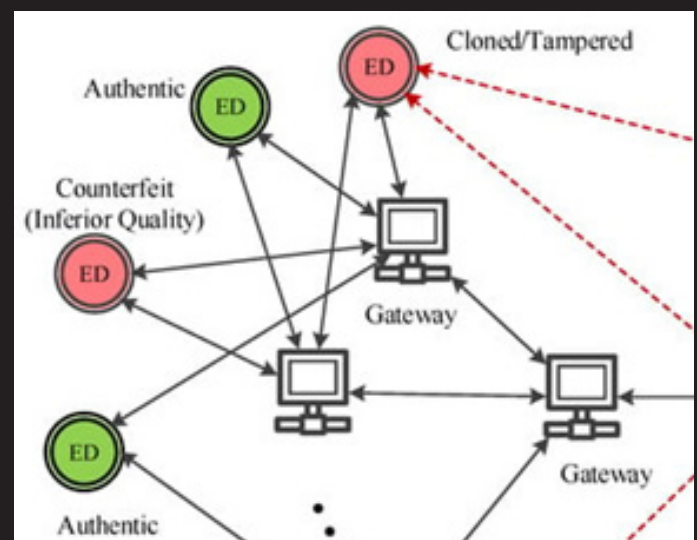 Cloned/Tampered
ED
Authentic
ED
Counterfeit
(Inferior Quality)
ED
Gateway
ED
Gateway
Authentic